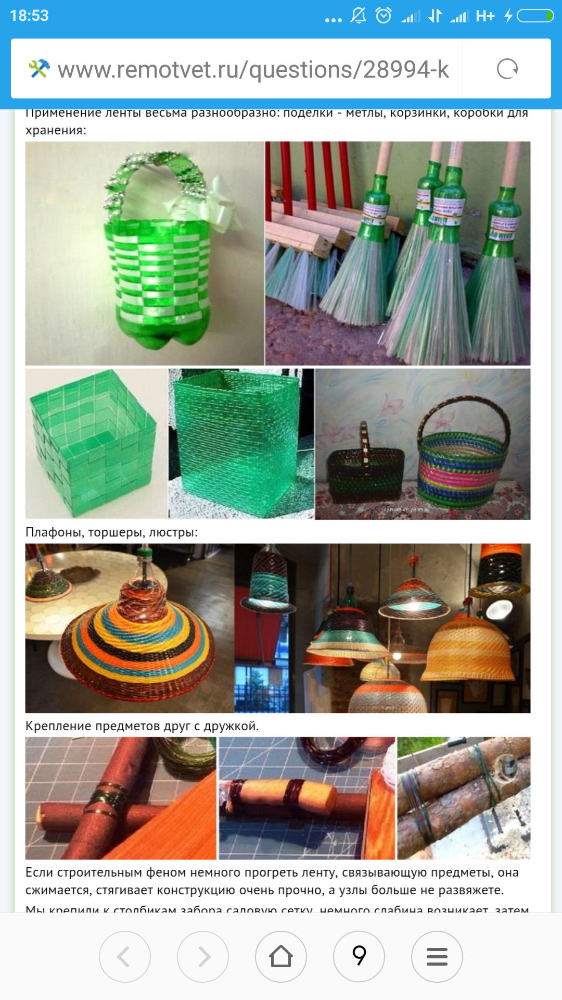 18:53
H+
www.remotvet.ru/questions/28994-k
Применение ленты весьма разнообразно: поделки - метлы, корзинки, коробки для
хранения:
Плафоны, торшеры, люстры:
Крепление предметов друг с дружкой.
Если строительным феном немного прогреть ленту, связывающую предметы, она
сжимается, стягивает конструкцию очень прочно, а узлы больше не развяжете.
Мы крепили к столбикам забора садовую сетку, немного слабина возникает, затем
9